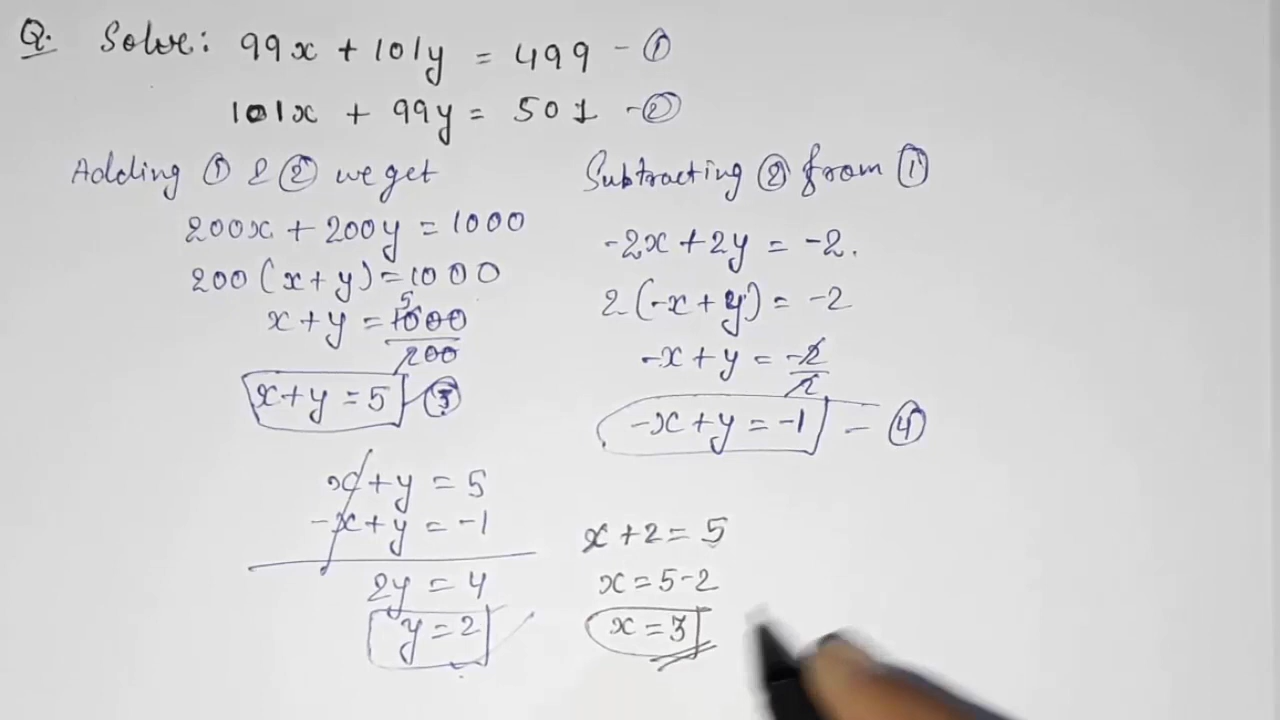 Q. Solve: 99x + 101y = 499 - ①
101x + 99y = 501 - ②
Adding ① & ② we get
200x + 200y = 1000
200(x + y) = 1000
x + y = 1000/200
5
x + y = 5 - ③
Subtracting ② from ①
-2x + 2y = -2.
2(-x + y) = -2
-x + y = -2/2
-x + y = -1 - ④
x + y = 5
-x + y = -1
2y = 4
y = 2
x + 2 = 5
x = 5 - 2
x = 3